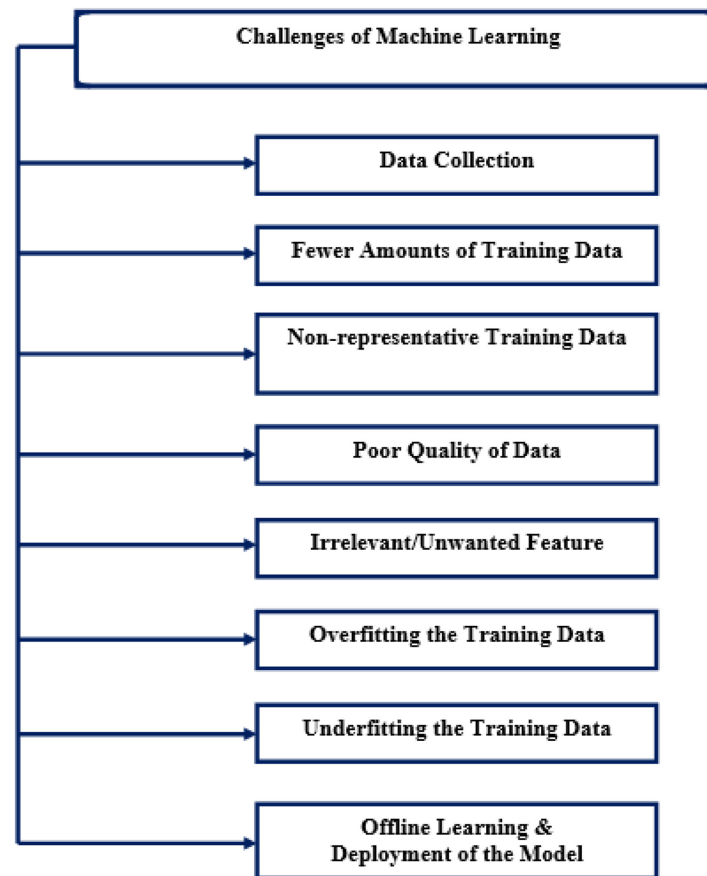 Challenges of Machine Learning
Data Collection
Fewer Amounts of Training Data
Non-representative Training Data
Poor Quality of Data
Irrelevant/Unwanted Feature
Overfitting the Training Data
Underfitting the Training Data
Offline Learning &
Deployment of the Model